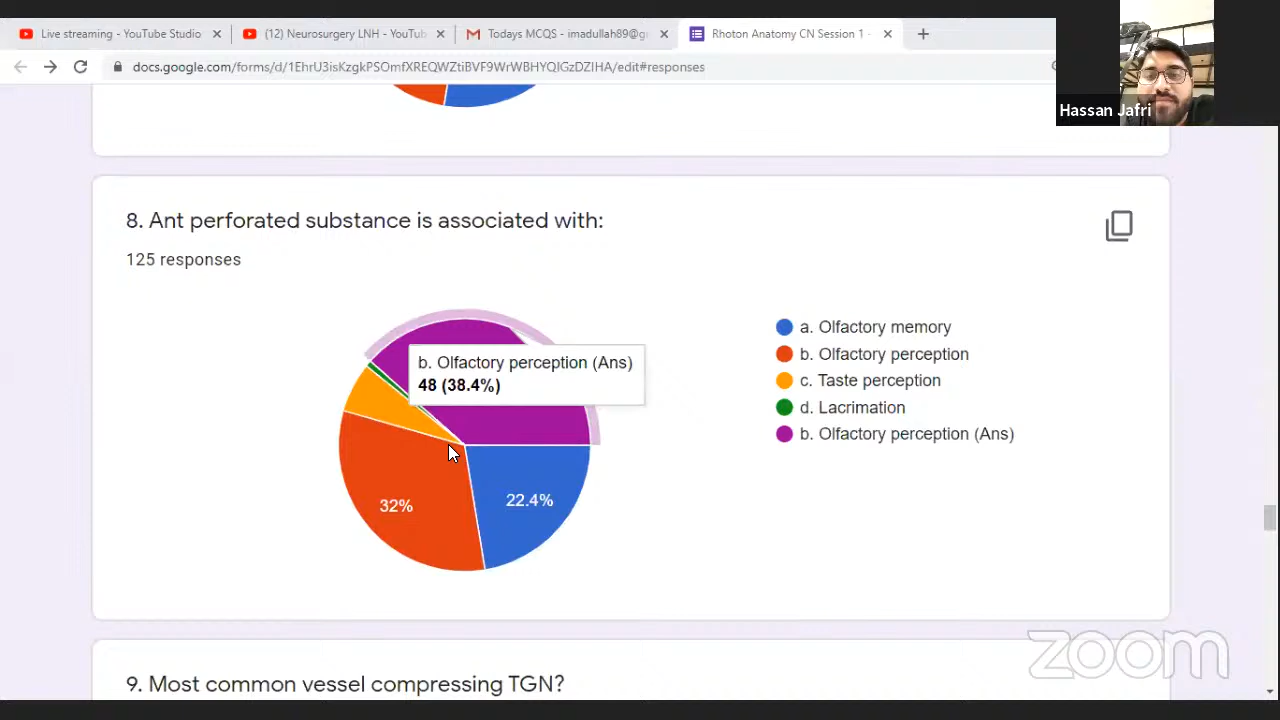 Live streaming - YouTube Studio
(12) Neurosurgery LNH - YouTub
Todays MCQS - imadullah89@g
Rhoton Anatomy CN Session 1 -
docs.google.com/forms/d/1EhrU3isKzgkPSOmfXREQWZtiBVF9WrWBHYQIGzDZIHA/edit#responses
Hassan Jafri
8. Ant perforated substance is associated with:
125 responses
b. Olfactory perception (Ans)
48 (38.4%)
32%
22.4%
a. Olfactory memory
b. Olfactory perception
c. Taste perception
d. Lacrimation
b. Olfactory perception (Ans)
zoom
9. Most common vessel compressing TGN?